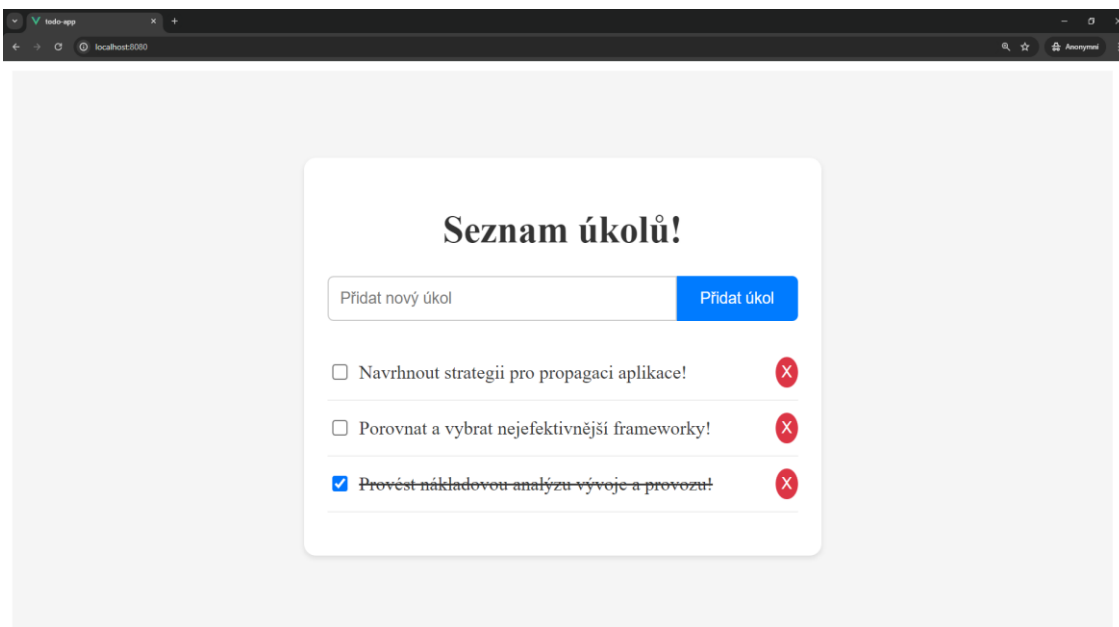 todo-app
localhost:8080
Anonymní
Seznam úkolů!
Přidat nový úkol
Přidat úkol
Navrhnout strategii pro propagaci aplikace!
X
Porovnat a vybrat nejefektivnější frameworky!
X
Provést nákladovou analýzu vývoje a provozu!
X